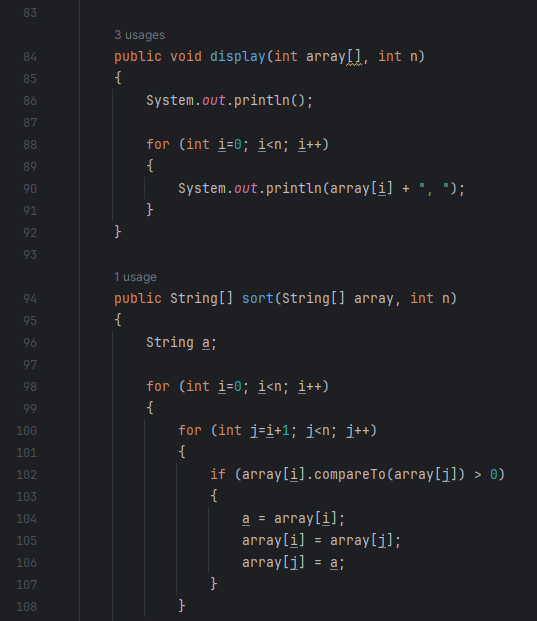 83
3 usages
84 public void display(int array[], int n)
85 {
86 System.out.println();
87
88 for (int i=0; i<n; i++)
89 {
90 System.out.println(array[i] + ", ");
91 }
92 }
93
1 usage
94 public String[] sort(String[] array, int n)
95 {
96 String a;
97
98 for (int i=0; i<n; i++)
99 {
100 for (int j=i+1; j<n; j++)
101 {
102 if (array[i].compareTo(array[j]) > 0)
103 {
104 a = array[i];
105 array[i] = array[j];
106 array[j] = a;
107 }
108 }